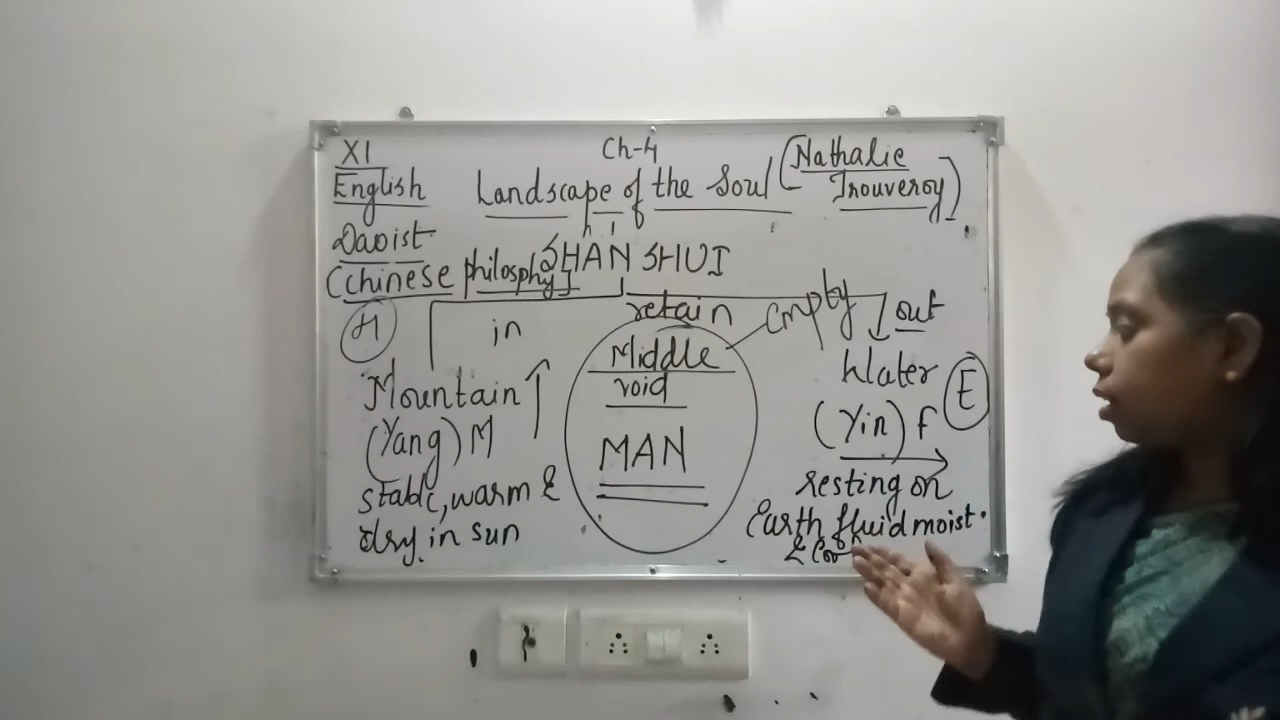 XI
Ch-4
English
Landscape of the Soul (Nathalie
Trouveroy)
Daoist
(Chinese philosphy]
SHAN SHUI
H
in
retain
empty
out
Middle
void
MAN
Mountain
(Yang) M
stable, warm &
dry in sun
Water
(Yin) F
E
resting on
Earth fluid moist
&